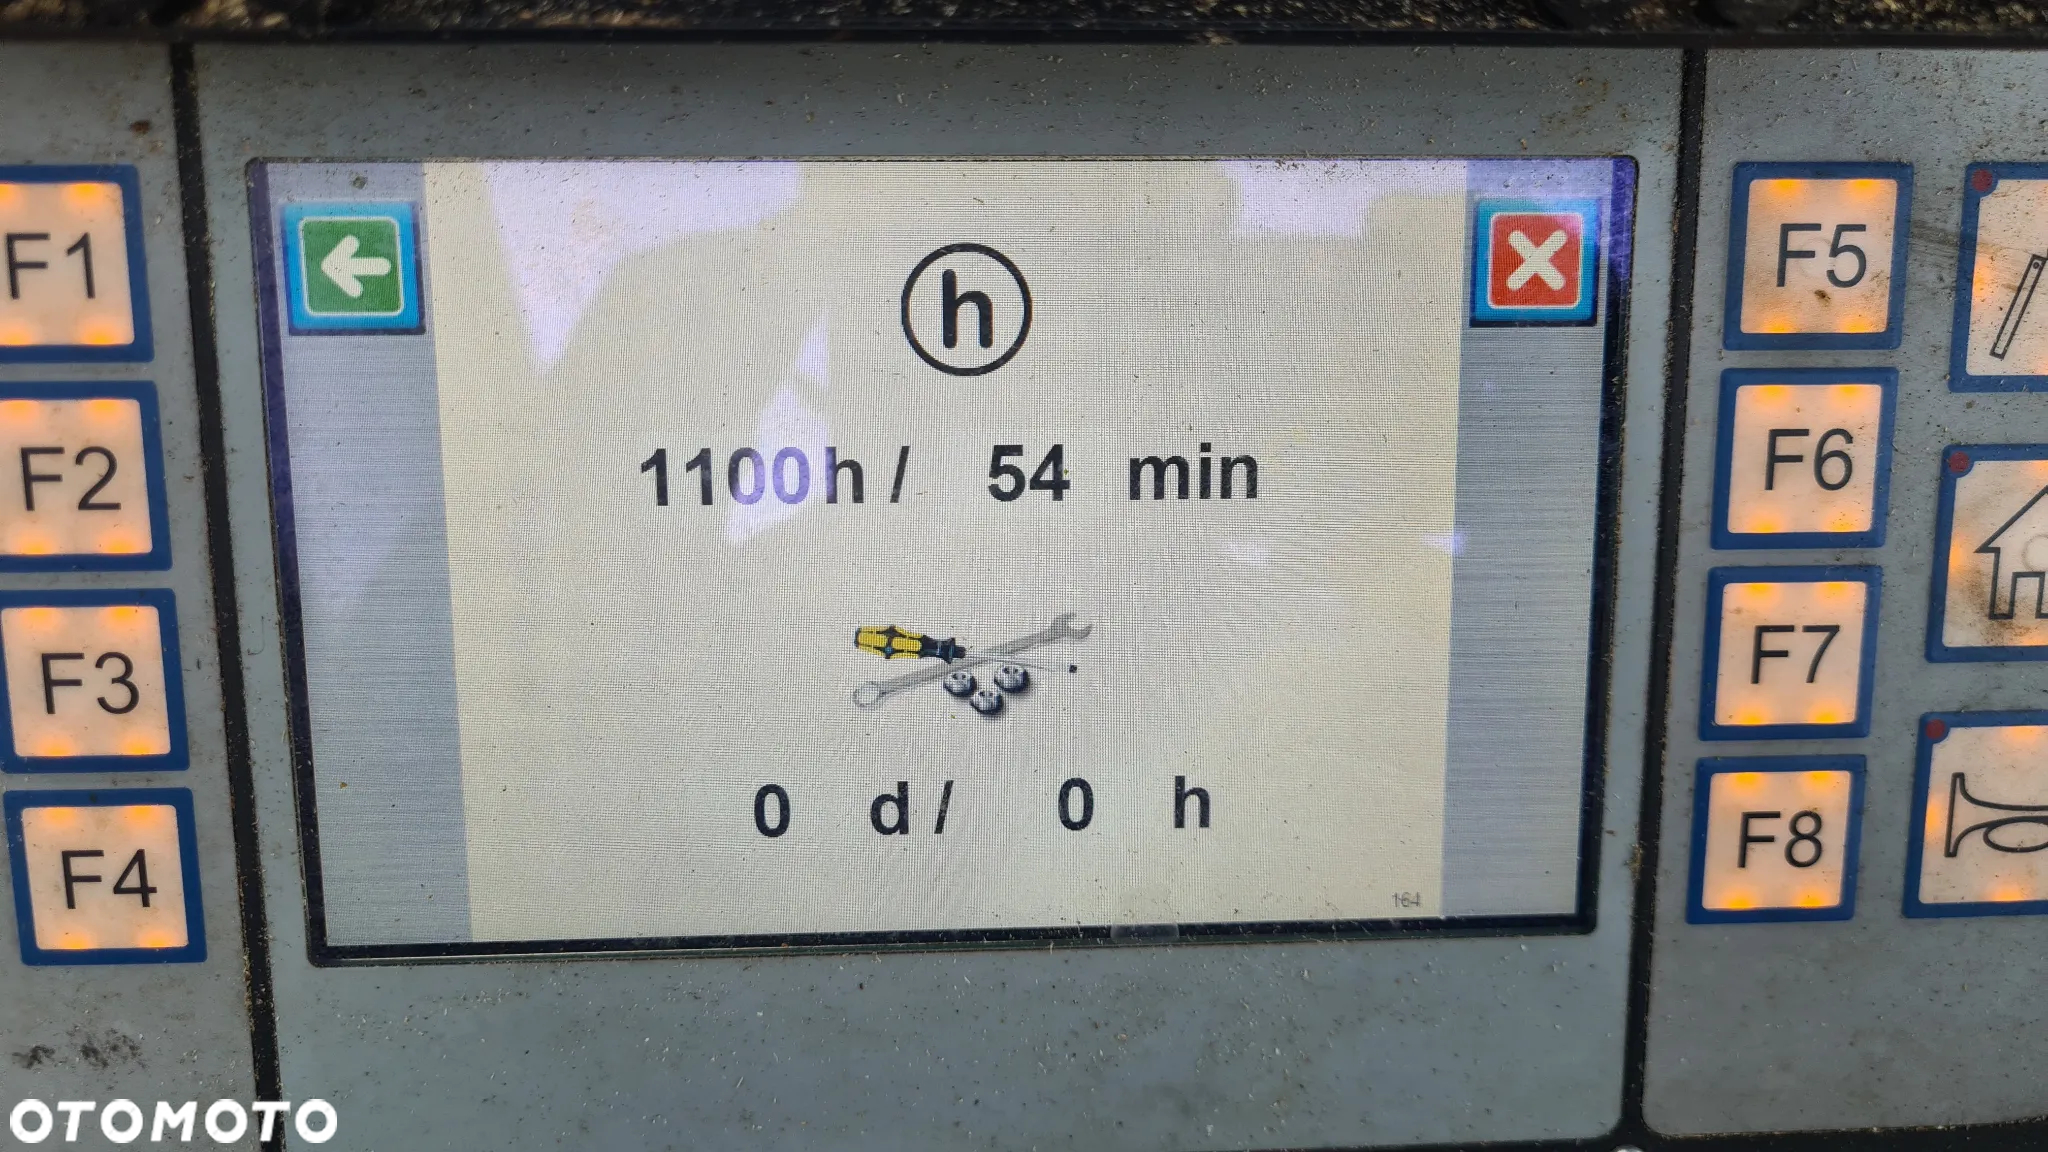 h
1100h / 54 min
0 d / 0 h
164
F1
F2
F3
F4
F5
F6
F7
F8
OTOMOTO